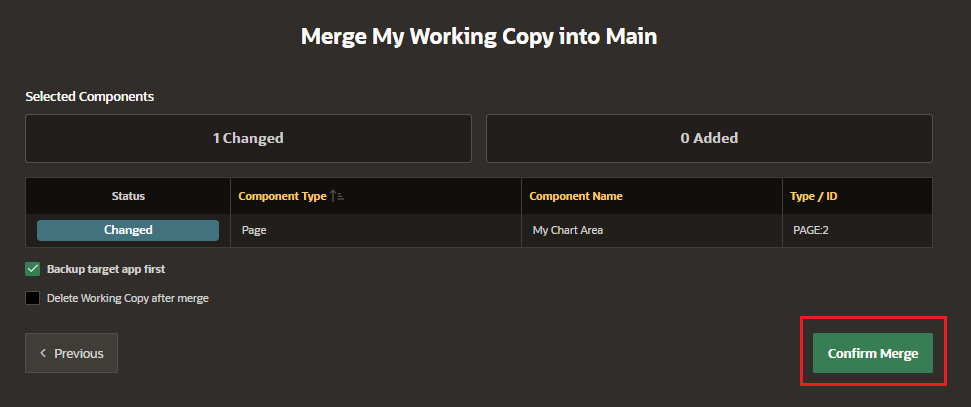 Merge My Working Copy into Main
Selected Components
1 Changed 0 Added
Status Component Type Component Name Type / ID
Changed Page My Chart Area PAGE:2
Backup target app first
Delete Working Copy after merge
Previous Confirm Merge